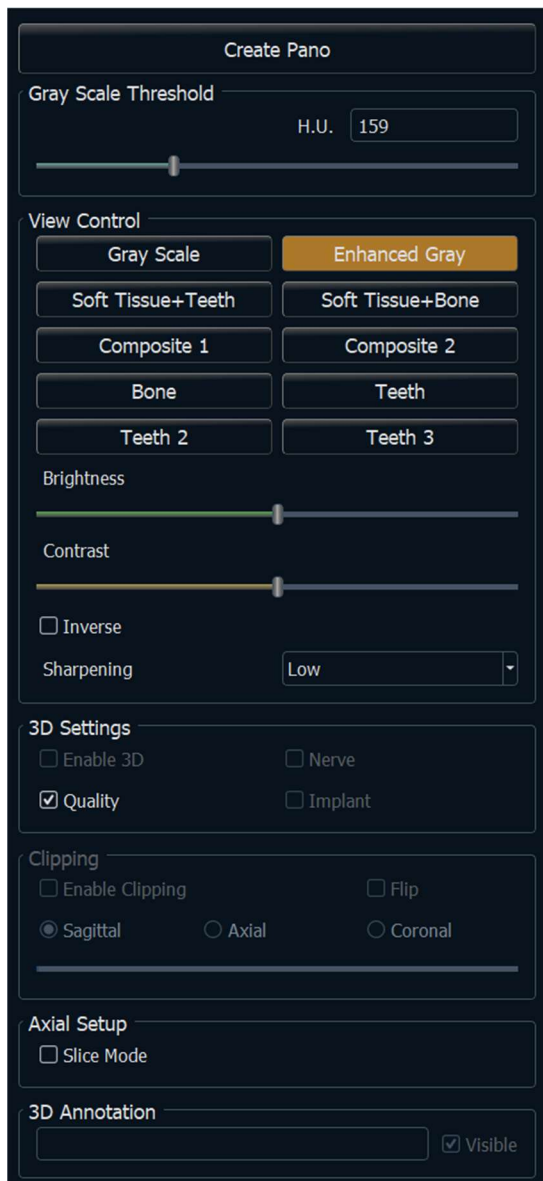 Create Pano
Gray Scale Threshold
H.U. 159
View Control
Gray Scale Enhanced Gray
Soft Tissue+Teeth Soft Tissue+Bone
Composite 1 Composite 2
Bone Teeth
Teeth 2 Teeth 3
Brightness
Contrast
Inverse
Sharpening Low
3D Settings
Enable 3D Nerve
Quality Implant
Clipping
Enable Clipping Flip
Sagittal Axial Coronal
Axial Setup
Slice Mode
3D Annotation
Visible